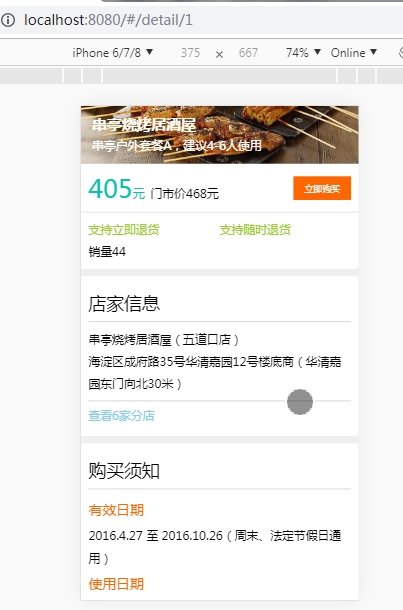 localhost:8080/#/detail/1
iPhone 6/7/8 ▼ 375 × 667 74% ▼ Online ▼
串亭烧烤居酒屋
串亭户外套餐A，建议4-6人使用
405元 门市价468元 立即购买
支持立即退货 支持随时退货
销量44
店家信息
串亭烧烤居酒屋（五道口店）
海淀区成府路35号华清嘉园12号楼底商（华清嘉
园东门向北30米）
查看6家分店
购买须知
有效日期
2016.4.27 至 2016.10.26（周末、法定节假日通
用）
使用日期